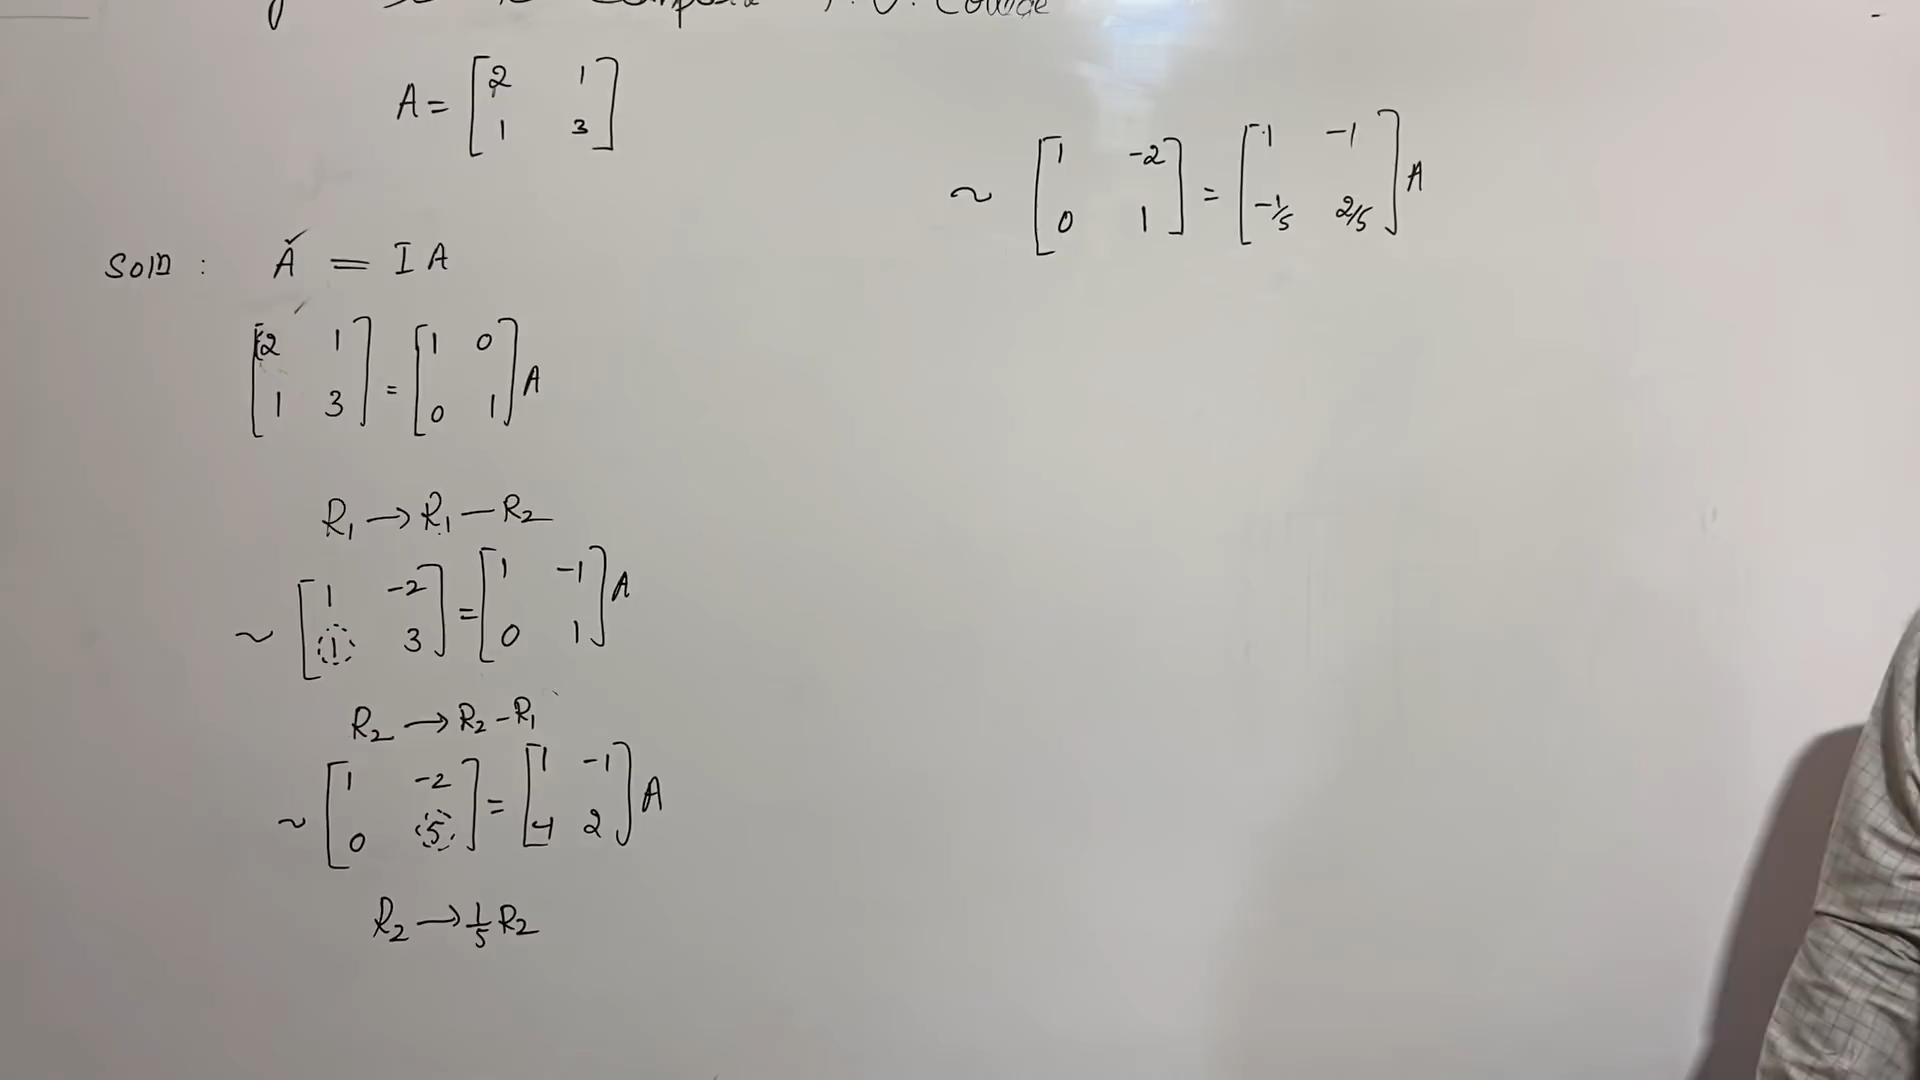 A = [2 1
1 3]
Soln : A = I A
[2 1
1 3] = [1 0
0 1] A
R₁ → R₁ − R₂
~ [1 -2
1 3] = [1 -1
0 1] A
R₂ → R₂ − R₁
~ [1 -2
0 5] = [1 -1
-1 2] A
R₂ → 1/5 R₂
~ [1 -2
0 1] = [1 -1
-1/5 2/5] A